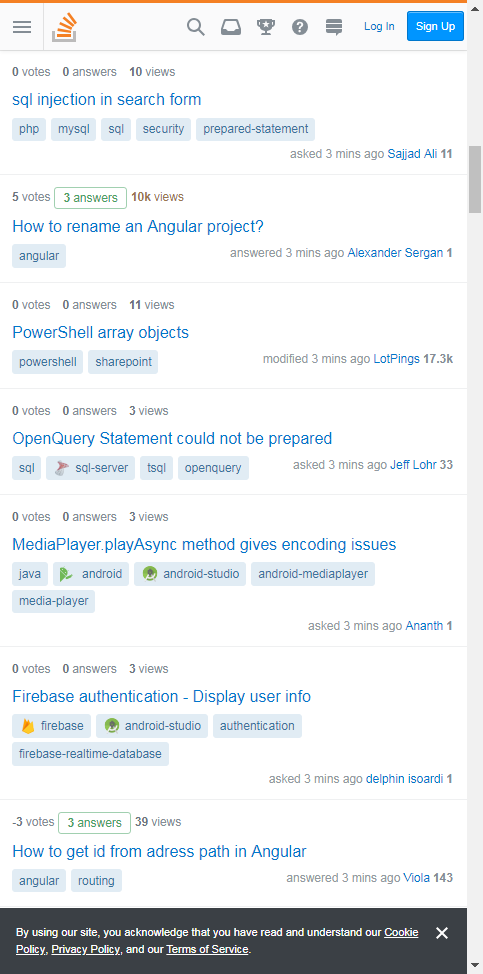 Log In Sign Up
0 votes 0 answers 10 views
sql injection in search form
php mysql sql security prepared-statement
asked 3 mins ago Sajjad Ali 11
5 votes 3 answers 10k views
How to rename an Angular project?
angular
answered 3 mins ago Alexander Sergan 1
0 votes 0 answers 11 views
PowerShell array objects
powershell sharepoint
modified 3 mins ago LotPings 17.3k
0 votes 0 answers 3 views
OpenQuery Statement could not be prepared
sql sql-server tsql openquery
asked 3 mins ago Jeff Lohr 33
0 votes 0 answers 3 views
MediaPlayer.playAsync method gives encoding issues
java android android-studio android-mediaplayer
media-player
asked 3 mins ago Ananth 1
0 votes 0 answers 3 views
Firebase authentication - Display user info
firebase android-studio authentication
firebase-realtime-database
asked 3 mins ago delphin isoardi 1
-3 votes 3 answers 39 views
How to get id from adress path in Angular
angular routing
answered 3 mins ago Viola 143
By using our site, you acknowledge that you have read and understand our Cookie
Policy, Privacy Policy, and our Terms of Service.